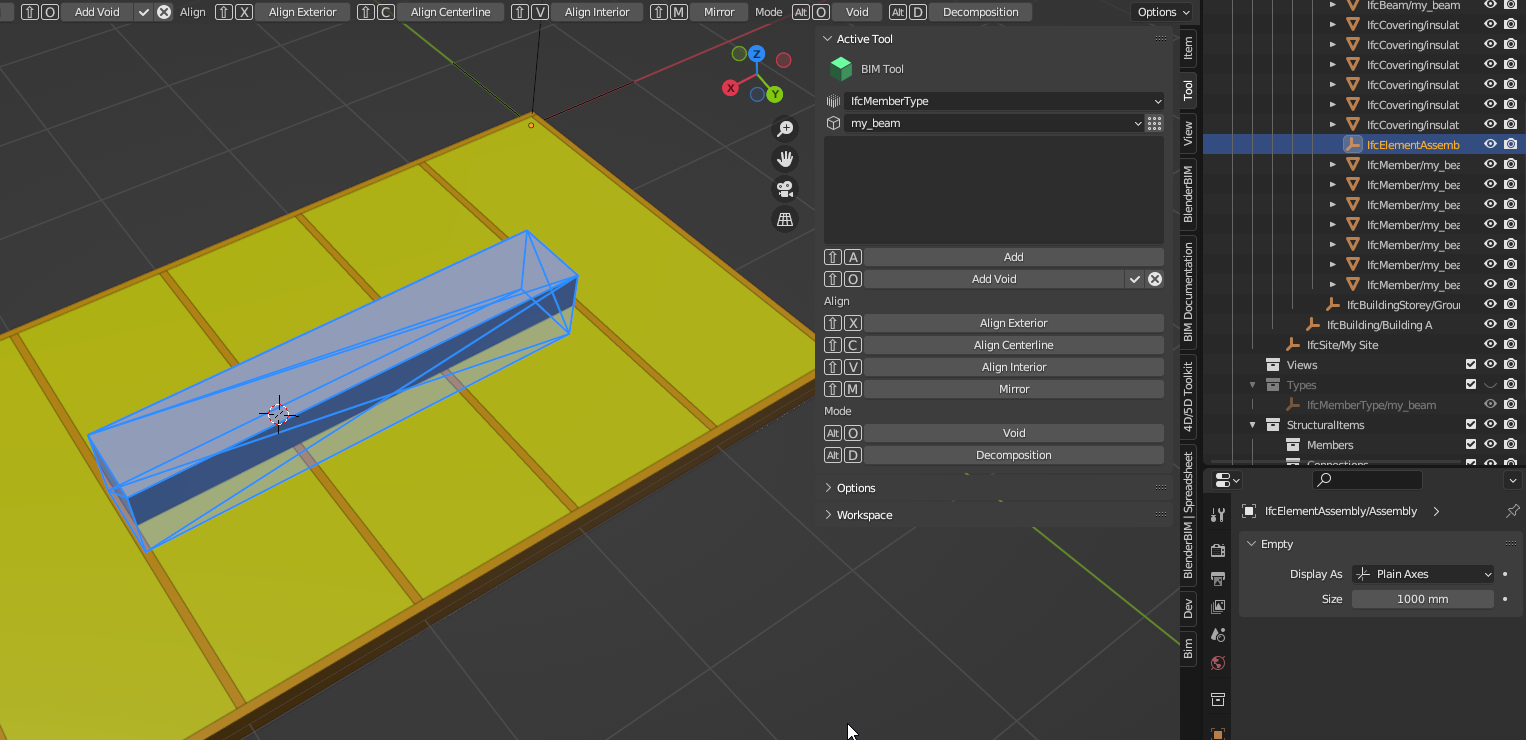 O Add Void Align X Align Exterior C Align Centerline V Align Interior M Mirror Mode Alt O Void Alt D Decomposition Options
Z
X
Y
Active Tool
BIM Tool
IfcMemberType
my_beam
A Add
O Add Void
Align
X Align Exterior
C Align Centerline
V Align Interior
M Mirror
Mode
Alt O Void
Alt D Decomposition
Options
Workspace
Item
Tool
View
BlenderBIM
BIM Documentation
4D/5D Toolkit
BlenderBIM | Spreadsheet
Dev
Bim
IfcBeam/my_beam
IfcCovering/insulat
IfcCovering/insulat
IfcCovering/insulat
IfcCovering/insulat
IfcCovering/insulat
IfcCovering/insulat
IfcElementAssemb
IfcMember/my_bea
IfcMember/my_bea
IfcMember/my_bea
IfcMember/my_bea
IfcMember/my_bea
IfcMember/my_bea
IfcMember/my_bea
IfcBuildingStorey/Grou
IfcBuilding/Building A
IfcSite/My Site
Views
Types
IfcMemberType/my_beam
StructuralItems
Members
Connections
IfcElementAssembly/Assembly
Empty
Display As Plain Axes
Size 1000 mm